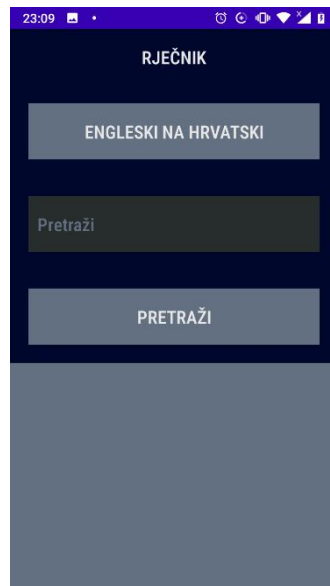 23:09
RJEČNIK
ENGLESKI NA HRVATSKI
Pretraži
PRETRAŽI